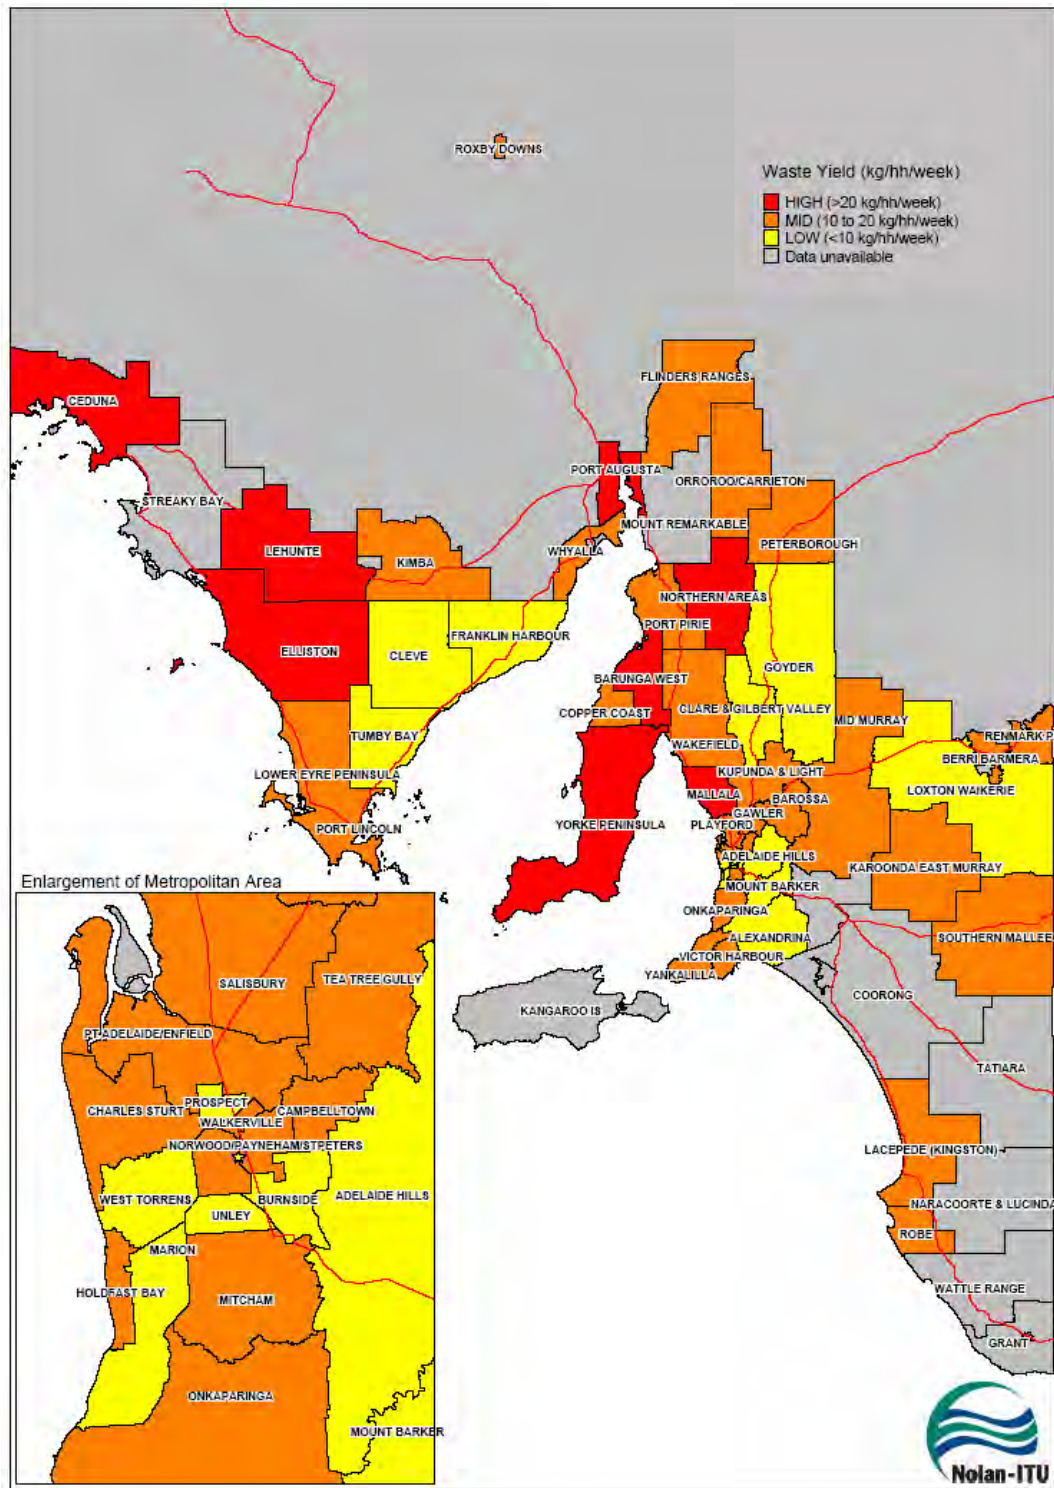 ROXBY DOWNS
Waste Yield (kg/hh/week)
HIGH (>20 kg/hh/week)
MID (10 to 20 kg/hh/week)
LOW (<10 kg/hh/week)
Data unavailable
FLINDERS RANGES
CEDUNA
PORT AUGUSTA
ORROROO/CARRIETON
STREAKY BAY
MOUNT REMARKABLE
LEHUNTE
WHYALLA
PETERBOROUGH
KIMBA
NORTHERN AREAS
PORT PIRIE
FRANKLIN HARBOUR
ELLISTON
CLEVE
GOYDER
BARUNGA WEST
COPPER COAST
CLARE & GILBERT VALLEY
MID MURRAY
TUMBY BAY
WAKEFIELD
RENMARK P
BERRI BARMERA
LOWER EYRE PENINSULA
KUPUNDA & LIGHT
LOXTON WAIKERIE
MALLALA
BAROSSA
GAWLER
PORT LINCOLN
YORKE PENINSULA
PLAYFORD
ADELAIDE HILLS
KAROONDA EAST MURRAY
Enlargement of Metropolitan Area
MOUNT BARKER
ONKAPARINGA
ALEXANDRINA
SOUTHERN MALLEE
VICTOR HARBOUR
YANKALILLA
SALISBURY
TEA TREE GULLY
COORONG
KANGAROO IS
PT ADELAIDE/ENFIELD
TATIARA
PROSPECT
CHARLES STURT
CAMPBELLTOWN
WALKERVILLE
NORWOOD/PAYNEHAM/STPETERS
LACEPEDE (KINGSTON)
WEST TORRENS
BURNSIDE
ADELAIDE HILLS
NARACOORTE & LUCINDA
UNLEY
ROBE
MARION
HOLDFAST BAY
MITCHAM
WATTLE RANGE
GRANT
ONKAPARINGA
MOUNT BARKER
Nolan-ITU